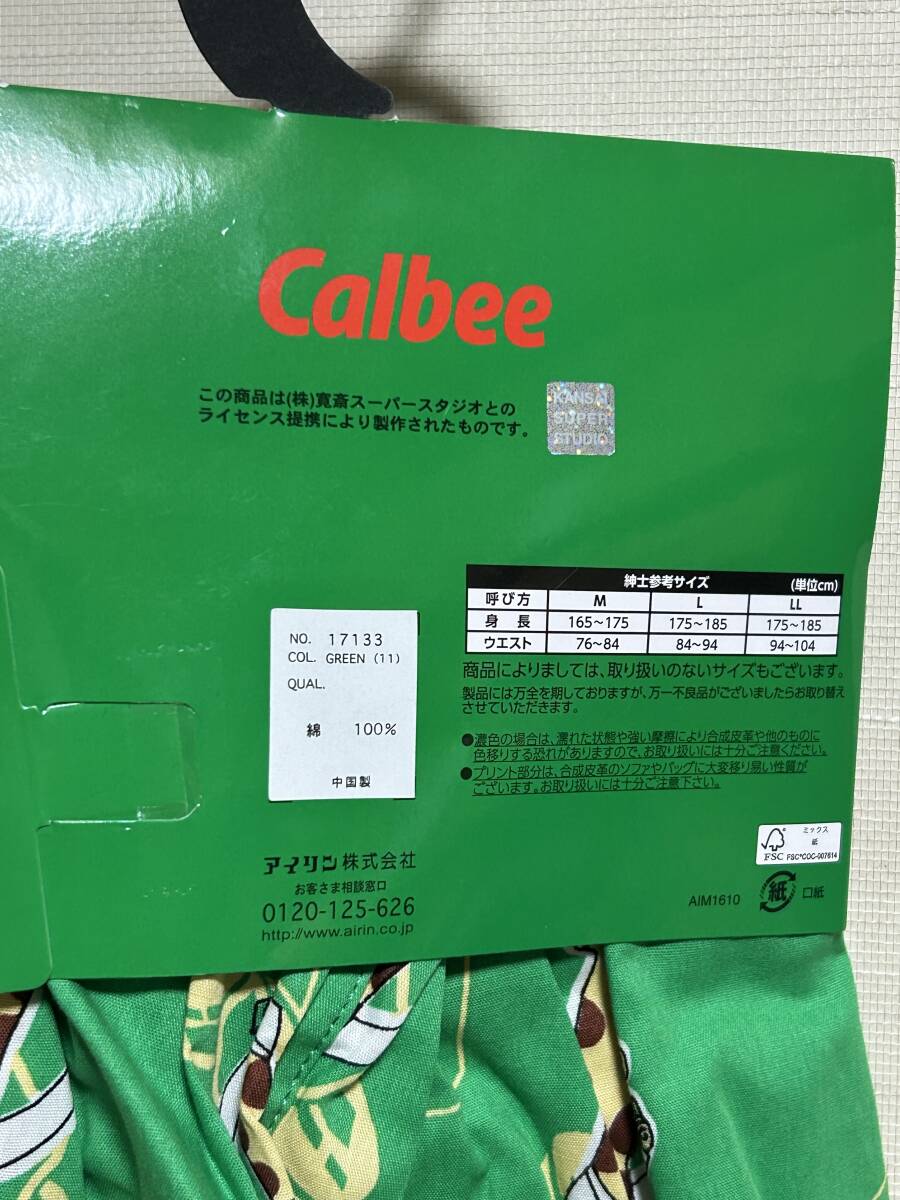 Calbee
この商品は(株)寛斎スーパースタジオとの
ライセンス提携により製作されたものです。
KANSAI
SUPER
STUDIO
紳士参考サイズ (単位cm)
呼び方 M L LL
身長 165～175 175～185 175～185
ウエスト 76～84 84～94 94～104
商品によりましては、取り扱いのないサイズもございます。
製品には万全を期しておりますが、万一不良品がございましたらお取り替え
させていただきます。
●濃色の場合は、濡れた状態や強い摩擦により合成皮革や他のものに
色移りする恐れがありますので、お取り扱いには十分ご注意ください。
●プリント部分は、合成皮革のソファやバッグに大変移り易い性質が
ございます。お取り扱いには十分ご注意下さい。
NO. 17133
COL. GREEN (11)
QUAL.
綿 100%
中国製
アイリン株式会社
お客さま相談窓口
0120-125-626
http://www.airin.co.jp
ミックス
紙
FSC FSC®COC-007614
AIM1610 紙 口紙